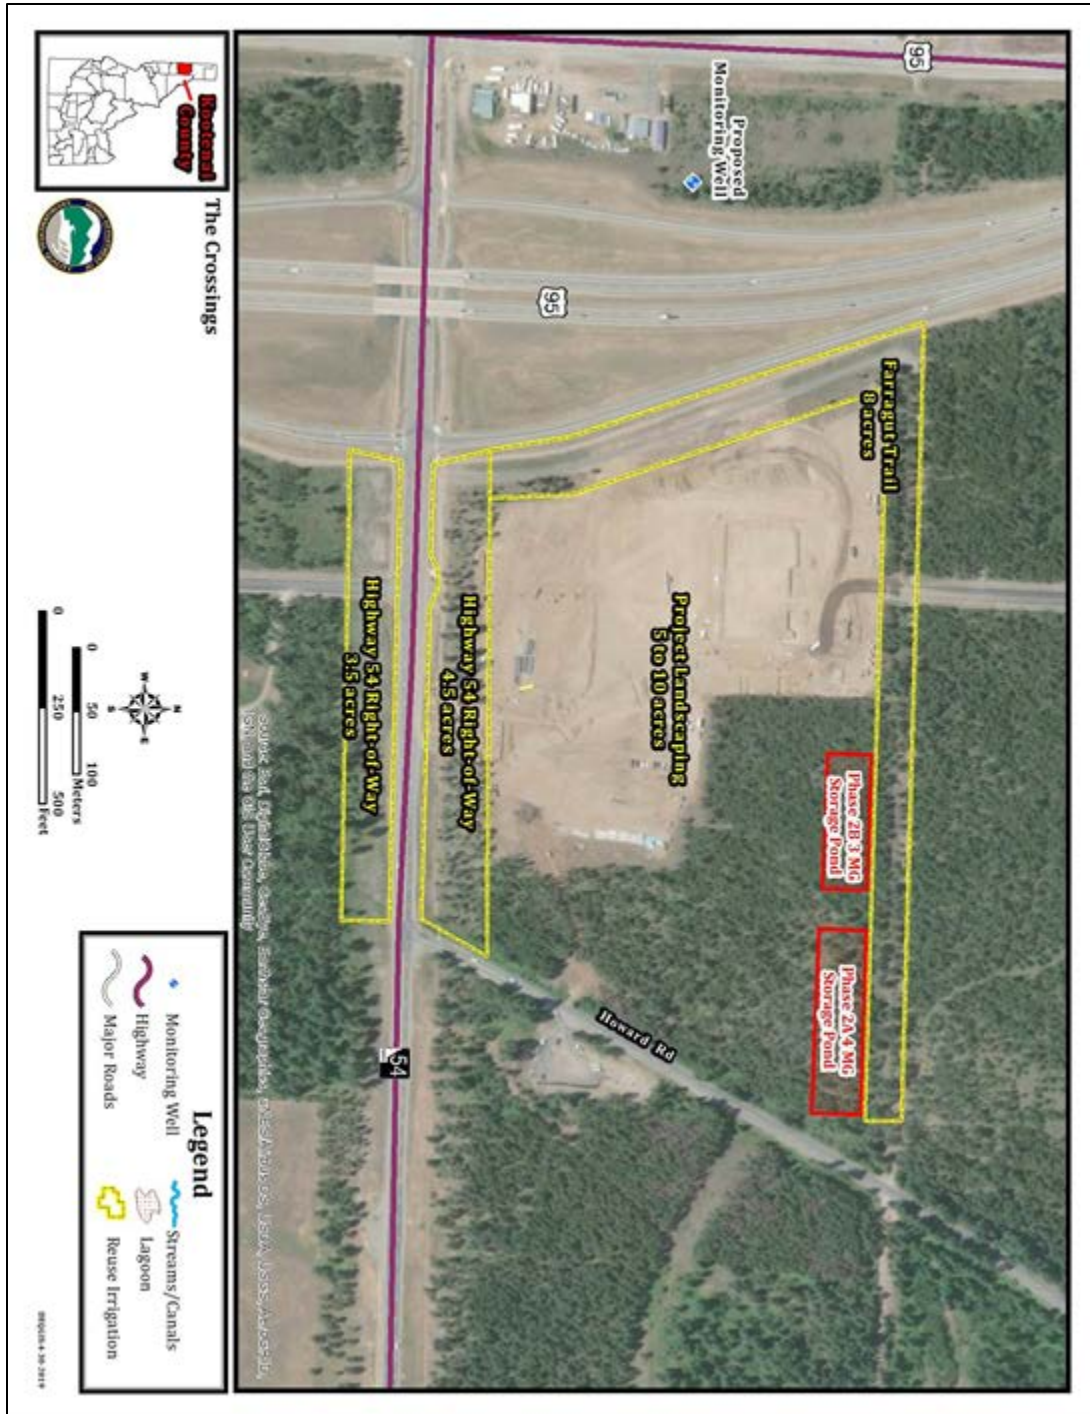 95
Proposed
Monitoring Well
95
Farragut Trail
8 acres
Phase 2B 3 MG
Storage Pond
Phase 2A 4 MG
Storage Pond
Project Landscaping
5 to 10 acres
Highway 54 Right-of-Way
4.5 acres
Highway 54 Right-of-Way
3.5 acres
Howard Rd
54
Kootenai
County
The Crossings
N
W
E
S
0 50 100
Meters
0 250 500
Feet
Legend
Monitoring Well
Highway
Major Roads
Streams/Canals
Lagoon
Reuse Irrigation